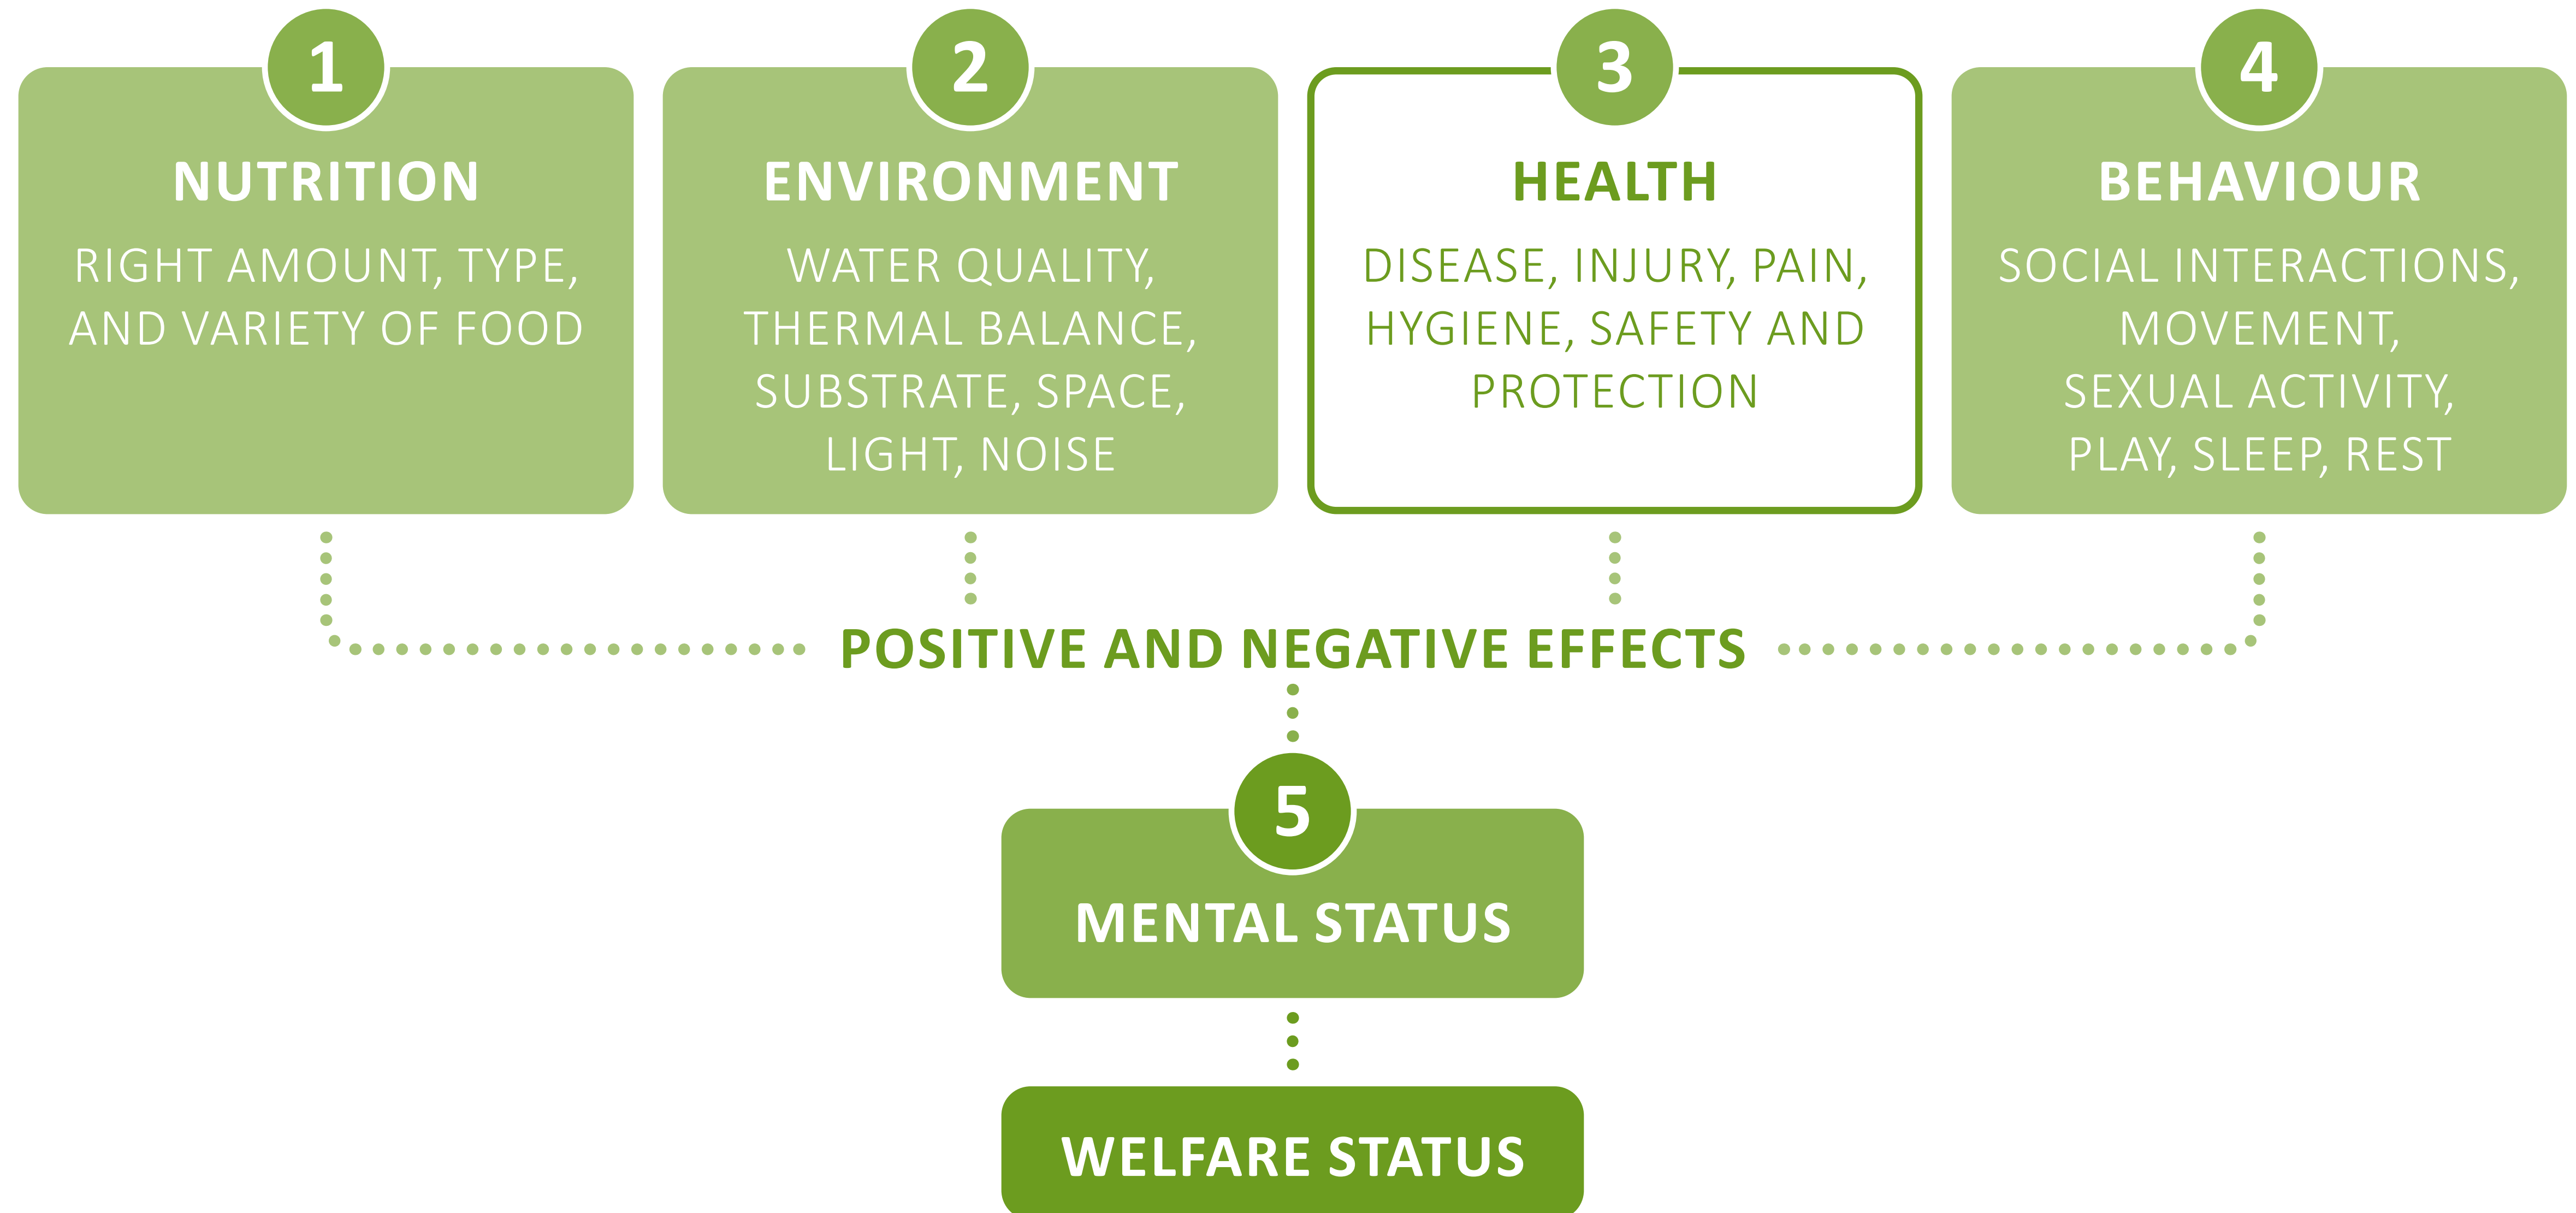 1
NUTRITION
RIGHT AMOUNT, TYPE,
AND VARIETY OF FOOD
2
ENVIRONMENT
WATER QUALITY,
THERMAL BALANCE,
SUBSTRATE, SPACE,
LIGHT, NOISE
3
HEALTH
DISEASE, INJURY, PAIN,
HYGIENE, SAFETY AND
PROTECTION
4
BEHAVIOUR
SOCIAL INTERACTIONS,
MOVEMENT,
SEXUAL ACTIVITY,
PLAY, SLEEP, REST
POSITIVE AND NEGATIVE EFFECTS
5
MENTAL STATUS
WELFARE STATUS